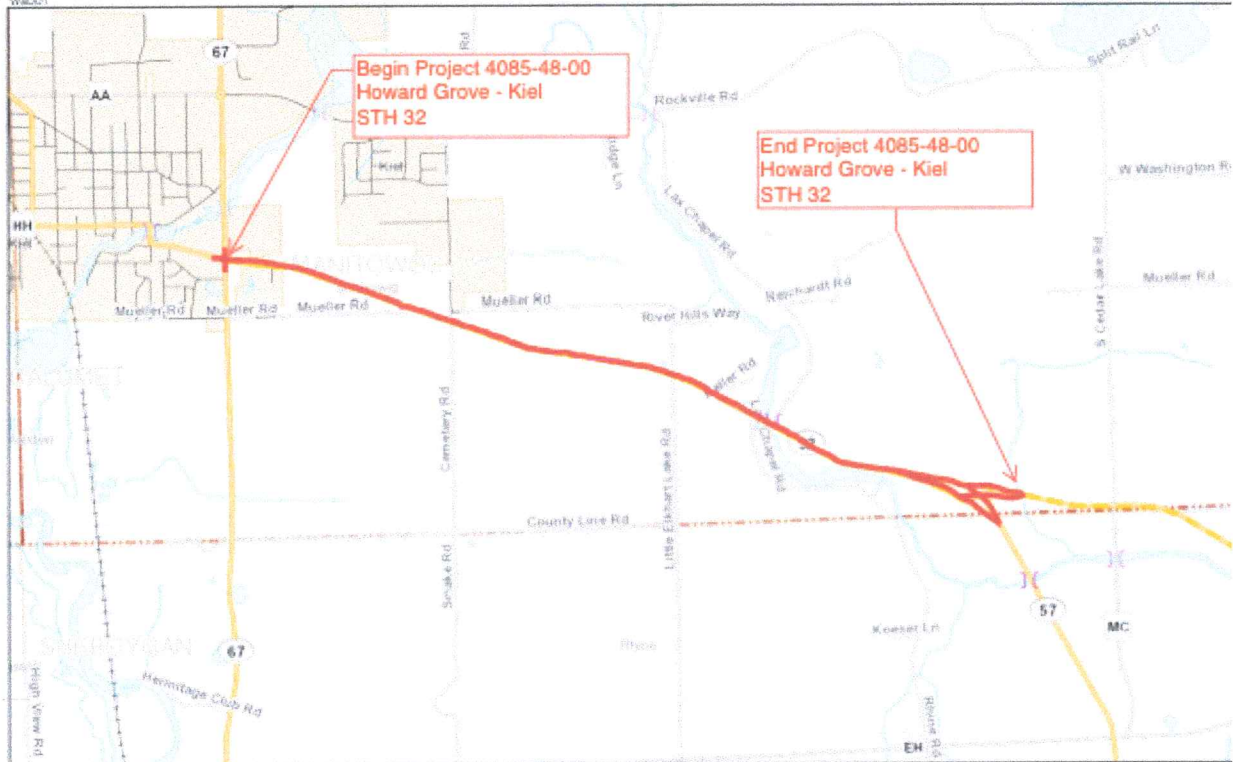 67
AA
Begin Project 4085-48-00
Howard Grove - Kiel
STH 32
Rd
Rockville Rd
Split Rail Ln
End Project 4085-48-00
Howard Grove - Kiel
STH 32
Kiel
W Washington
Lax Chapel Rd
HH
Kiel
Mueller Rd
Mueller Rd
Mueller Rd
Mueller Rd
River Hills Way
Reinhardt Rd
Mueller Rd
S Cedar Lake Rd
Cemetery Rd
Little Elkhart Lake Rd
County Line Rd
Smoke Rd
57
MC
Koeser Ln
Rhine
SHEBOYGAN
67
Hermitage Club Rd
High View Rd
Rhine Rd
EH